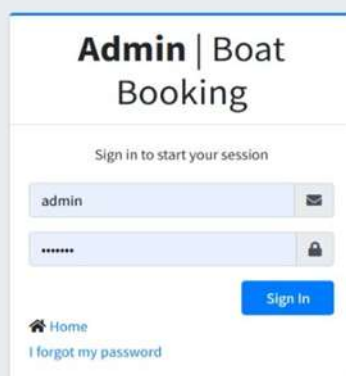 Admin | Boat
Booking
Sign in to start your session
admin
•••••••
Sign In
Home
I forgot my password